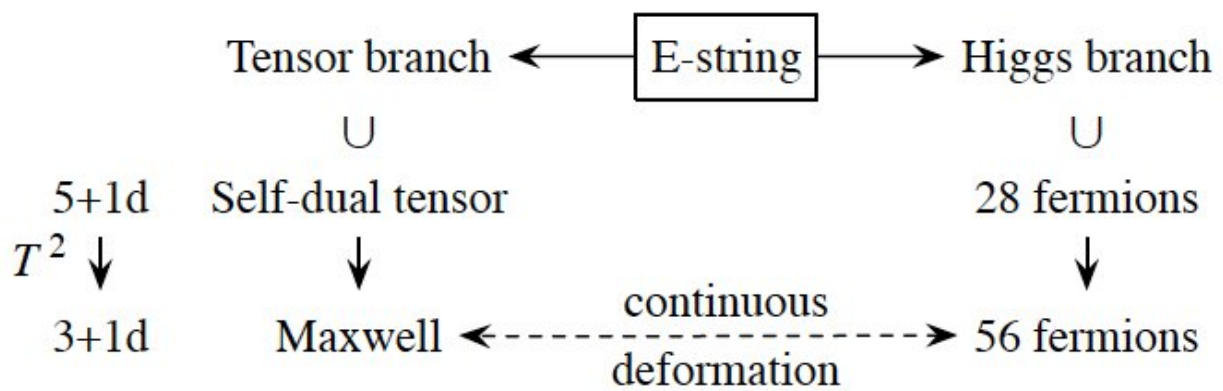 Tensor branch E-string Higgs branch
∪ ∪
5+1d Self-dual tensor 28 fermions
T 2
3+1d Maxwell continuous deformation 56 fermions